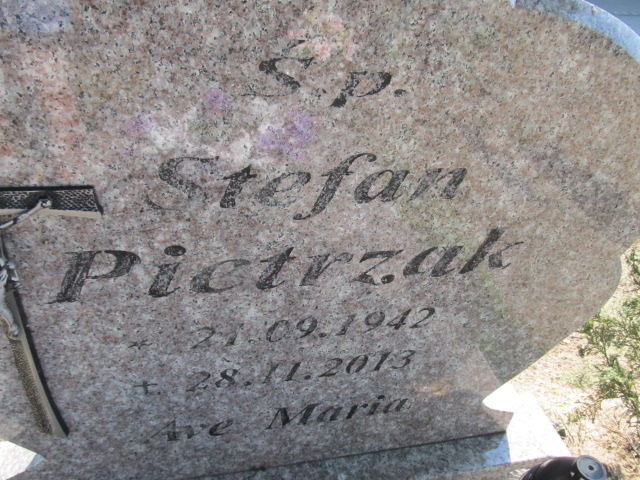 Ś.p.
Stefan
Pietrzak
* 21.09.1942
+ 28.11.2013
Ave Maria